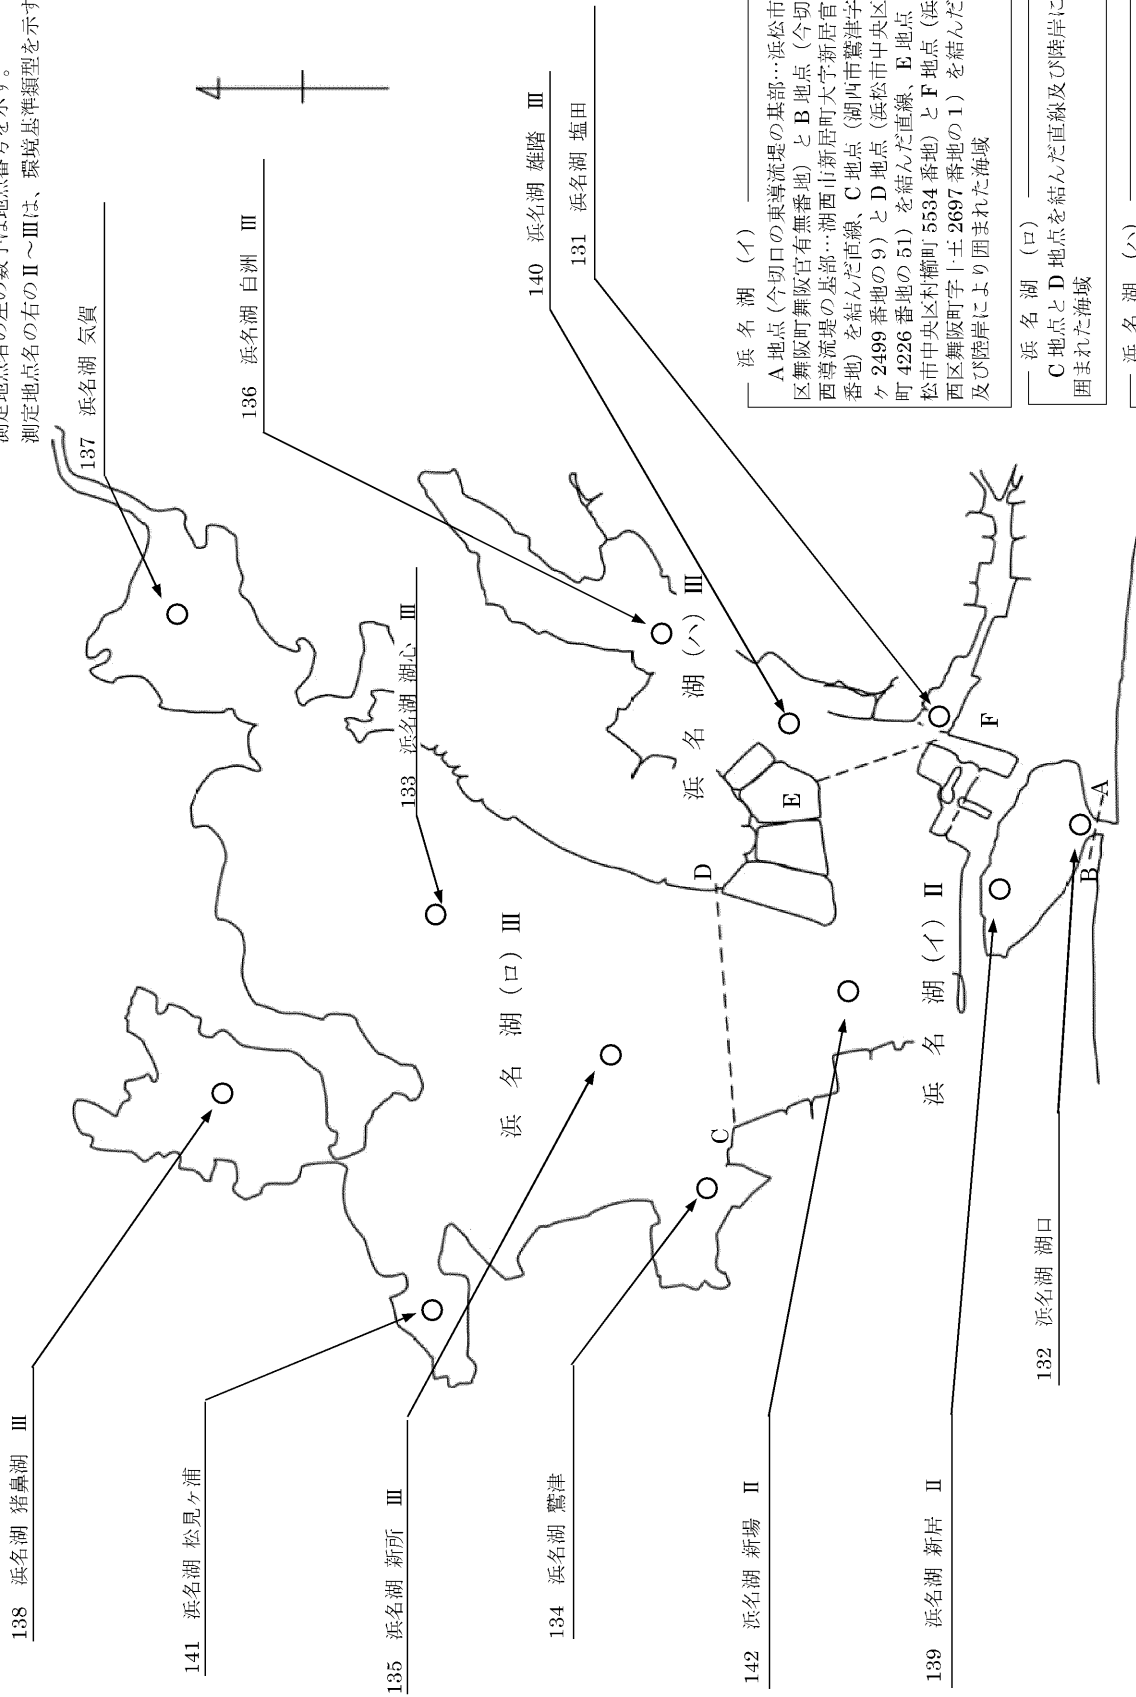 測定地点名の左の数字は地点番号を示す。
測定地点名の右のⅡ～Ⅲは、環境基準類型を示す
138 浜名湖 猪鼻湖 Ⅲ
141 浜名湖 松見ヶ浦
135 浜名湖 新所 Ⅲ
134 浜名湖 鷲津
142 浜名湖 新場 Ⅱ
139 浜名湖 新居 Ⅱ
132 浜名湖 湖口
137 浜名湖 気賀
136 浜名湖 白洲 Ⅲ
133 浜名湖 湖心 Ⅲ
140 浜名湖 雄踏 Ⅲ
131 浜名湖 塩田
浜 名 湖（ロ）Ⅲ
浜 名 湖（ハ）Ⅲ
浜 名 湖（イ）Ⅱ
C
D
E
F
A
B
浜 名 湖 （イ）
A 地点（今切口の東導流堤の基部…浜松市
区舞阪町舞阪官有無番地）と B 地点（今切
西導流堤の基部…湖西市新居町大字新居官
番地）を結んだ直線、C 地点（湖西市鷲津字
ヶ 2499 番地の 9）と D 地点（浜松市中央区
町 4226 番地の 51）を結んだ直線、E 地点
松市中央区村櫛町 5534 番地）と F 地点（浜
西区舞阪町字 2697 番地の 1）を結んだ
及び陸岸により囲まれた海域
浜 名 湖 （ロ）
C 地点と D 地点を結んだ直線及び陸岸に
囲まれた海域
浜 名 湖 （ハ）